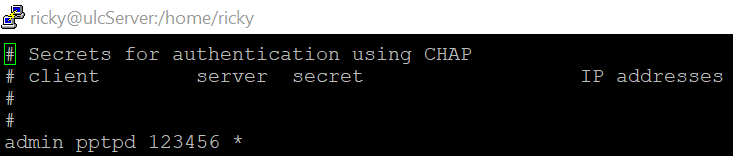 ricky@ulcServer:/home/ricky
# Secrets for authentication using CHAP
# client        server  secret                  IP addresses
#
#
admin pptpd 123456 *